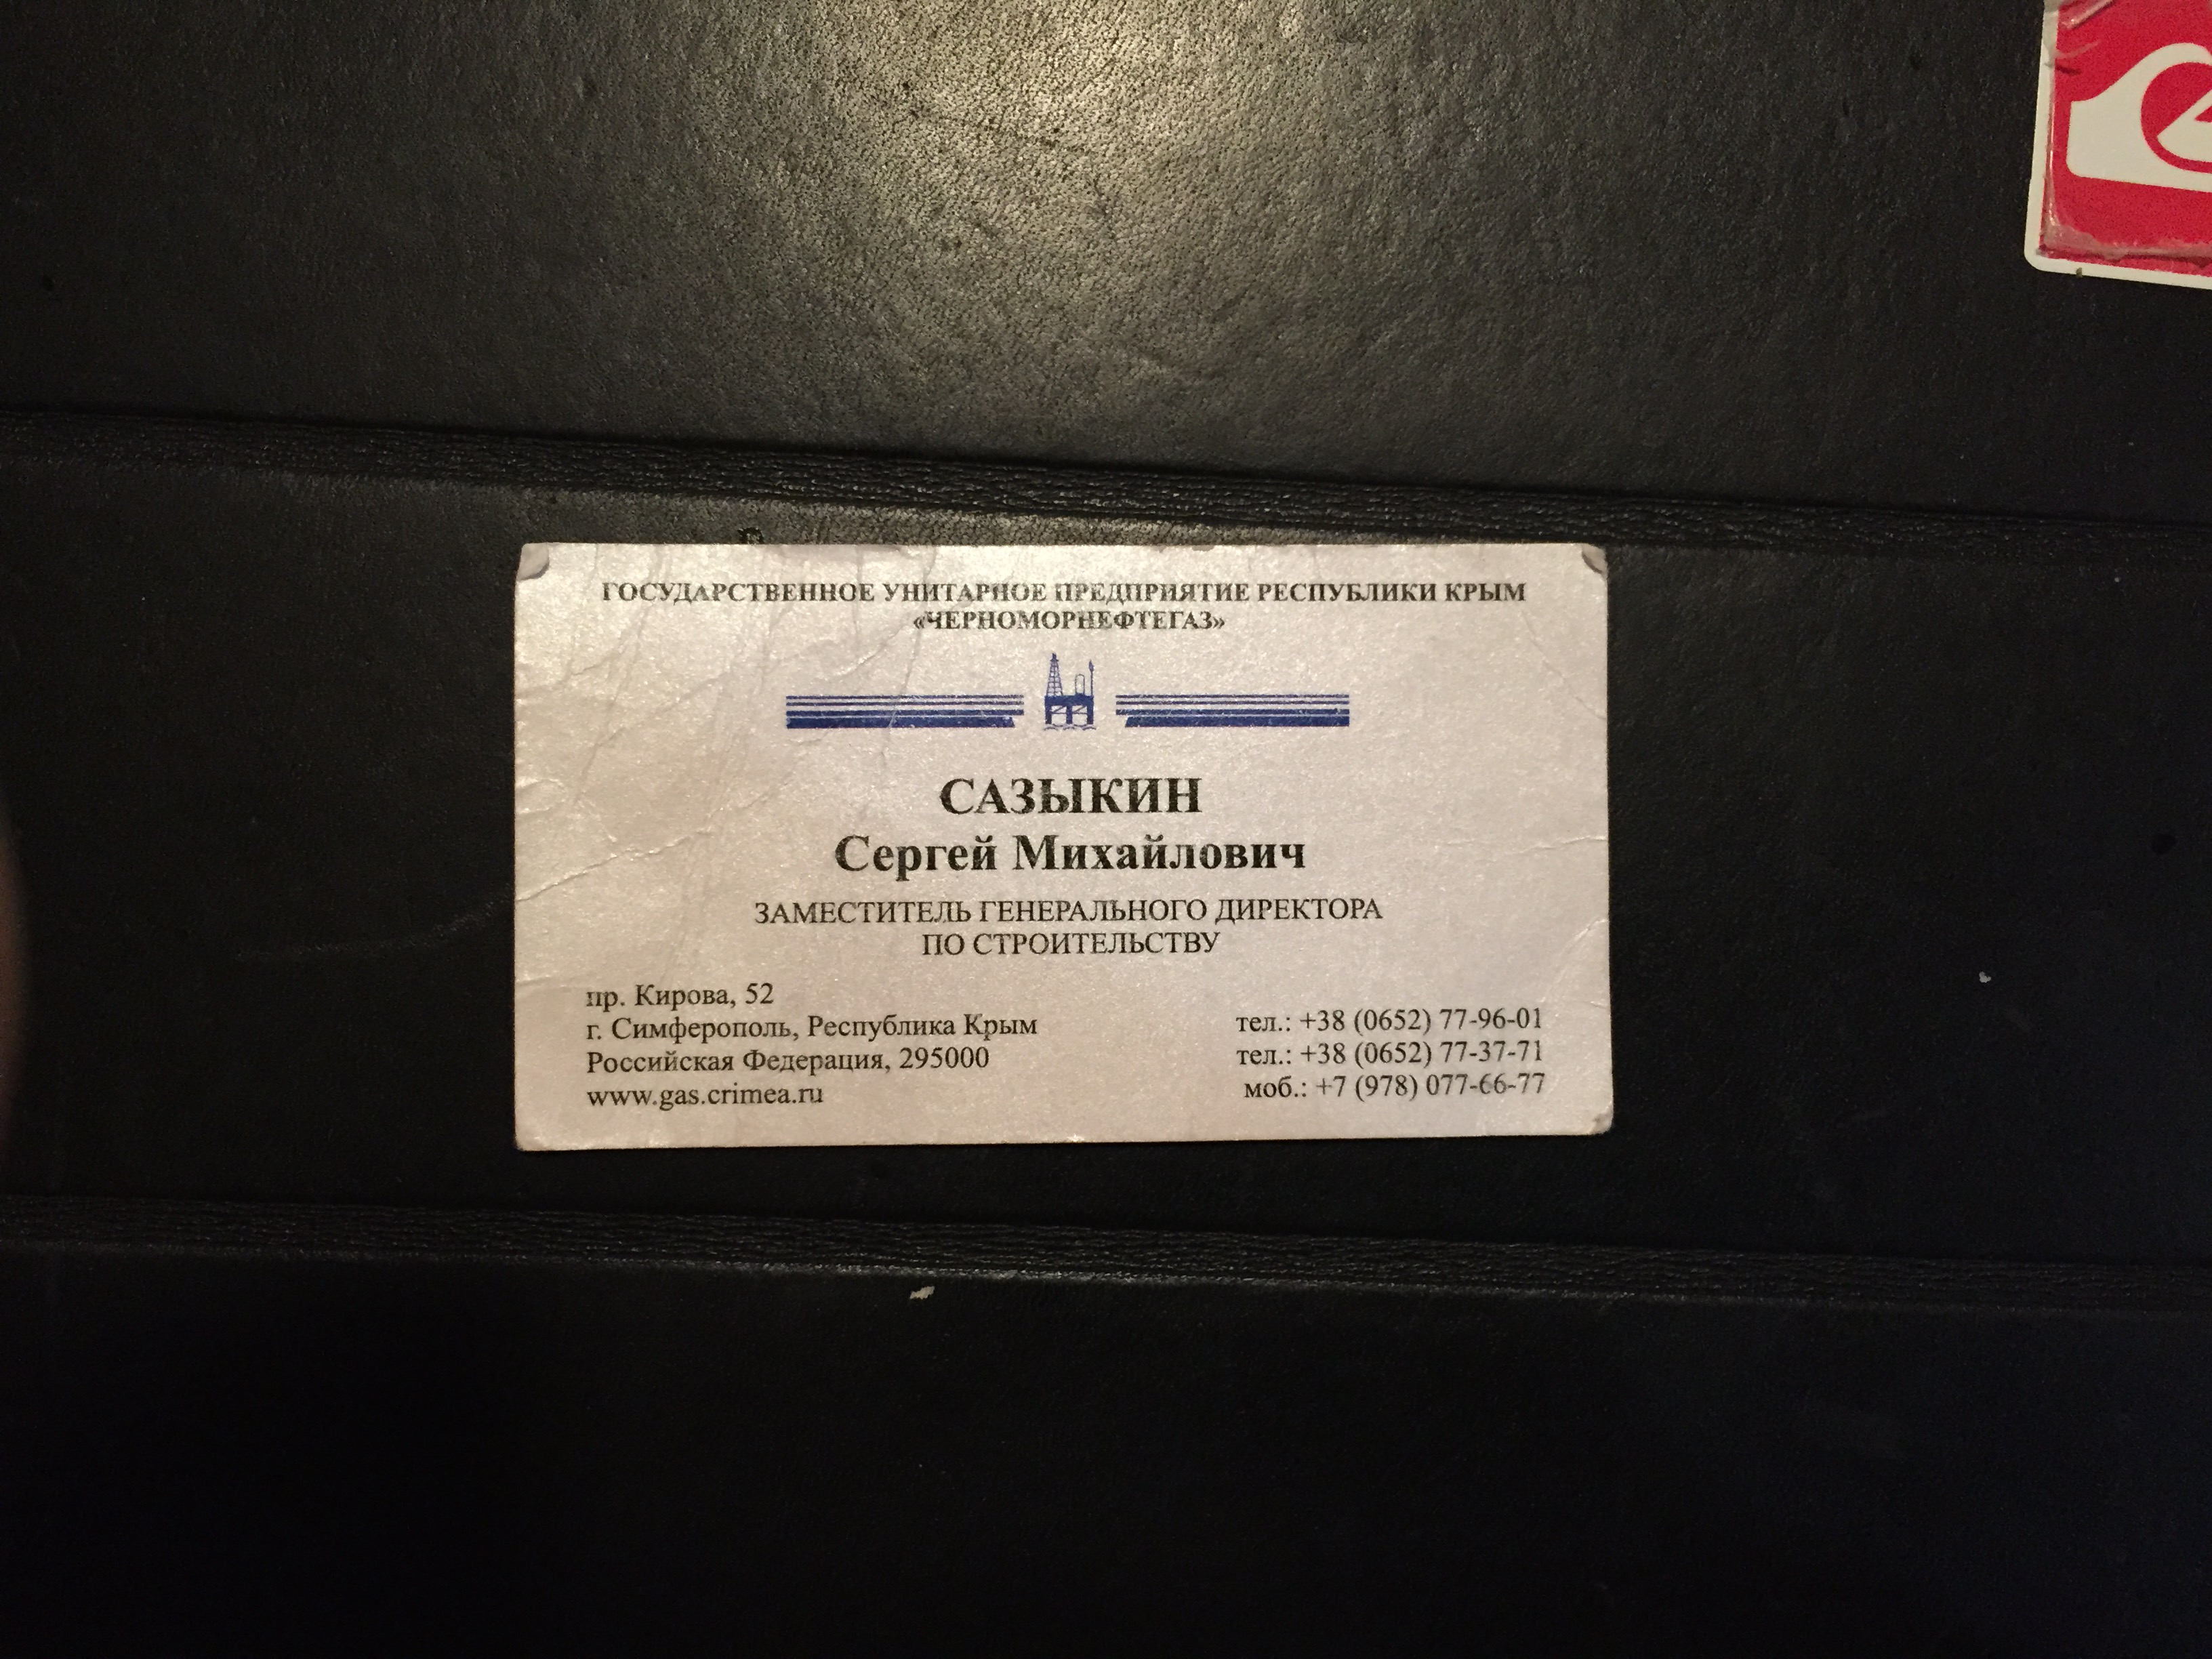 ГОСУДАРСТВЕННОЕ УНИТАРНОЕ ПРЕДПРИЯТИЕ РЕСПУБЛИКИ КРЫМ
«ЧЕРНОМОРНЕФТЕГАЗ»
САЗЫКИН
Сергей Михайлович
ЗАМЕСТИТЕЛЬ ГЕНЕРАЛЬНОГО ДИРЕКТОРА
ПО СТРОИТЕЛЬСТВУ
пр. Кирова, 52
г. Симферополь, Республика Крым
Российская Федерация, 295000
www.gas.crimea.ru
тел.: +38 (0652) 77-96-01
тел.: +38 (0652) 77-37-71
моб.: +7 (978) 077-66-77